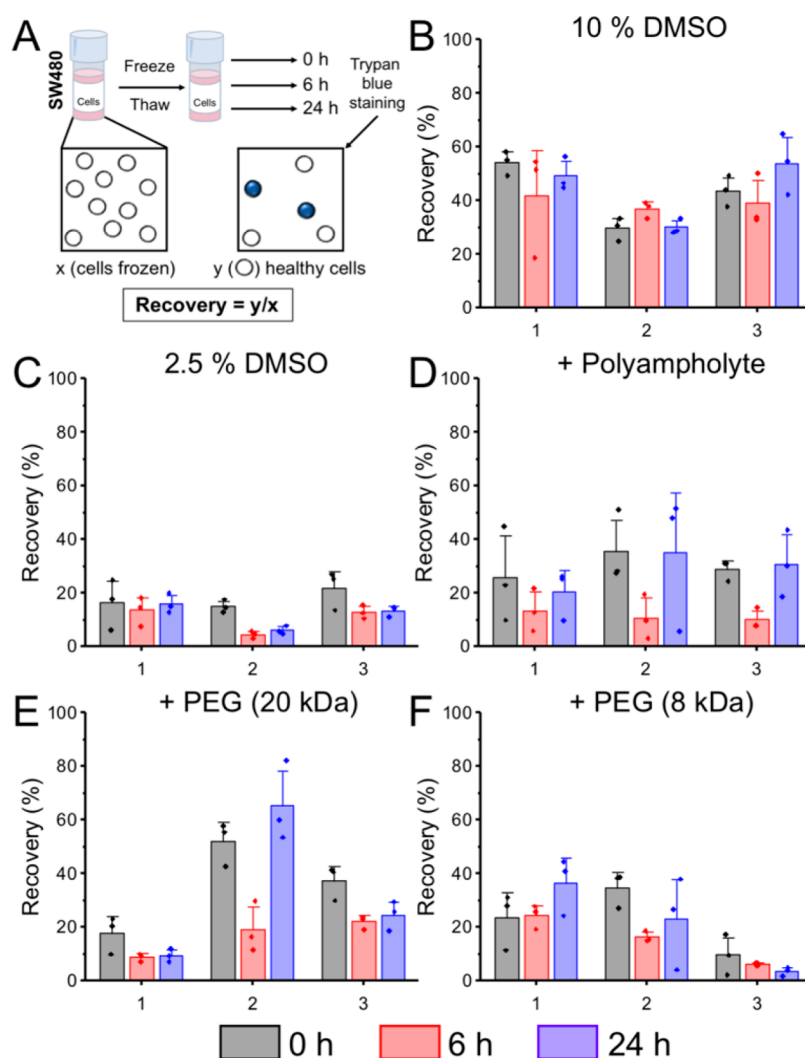 A
SW480
Cells
Freeze
Thaw
Cells
0 h
6 h
24 h
Trypan
blue
staining
x (cells frozen)
y (○) healthy cells
Recovery = y/x
B
10 % DMSO
Recovery (%)
100
80
60
40
20
0
1
2
3
C
2.5 % DMSO
Recovery (%)
100
80
60
40
20
0
1
2
3
D
+ Polyampholyte
Recovery (%)
100
80
60
40
20
0
1
2
3
E
+ PEG (20 kDa)
Recovery (%)
100
80
60
40
20
0
1
2
3
F
+ PEG (8 kDa)
Recovery (%)
100
80
60
40
20
0
1
2
3
0 h
6 h
24 h